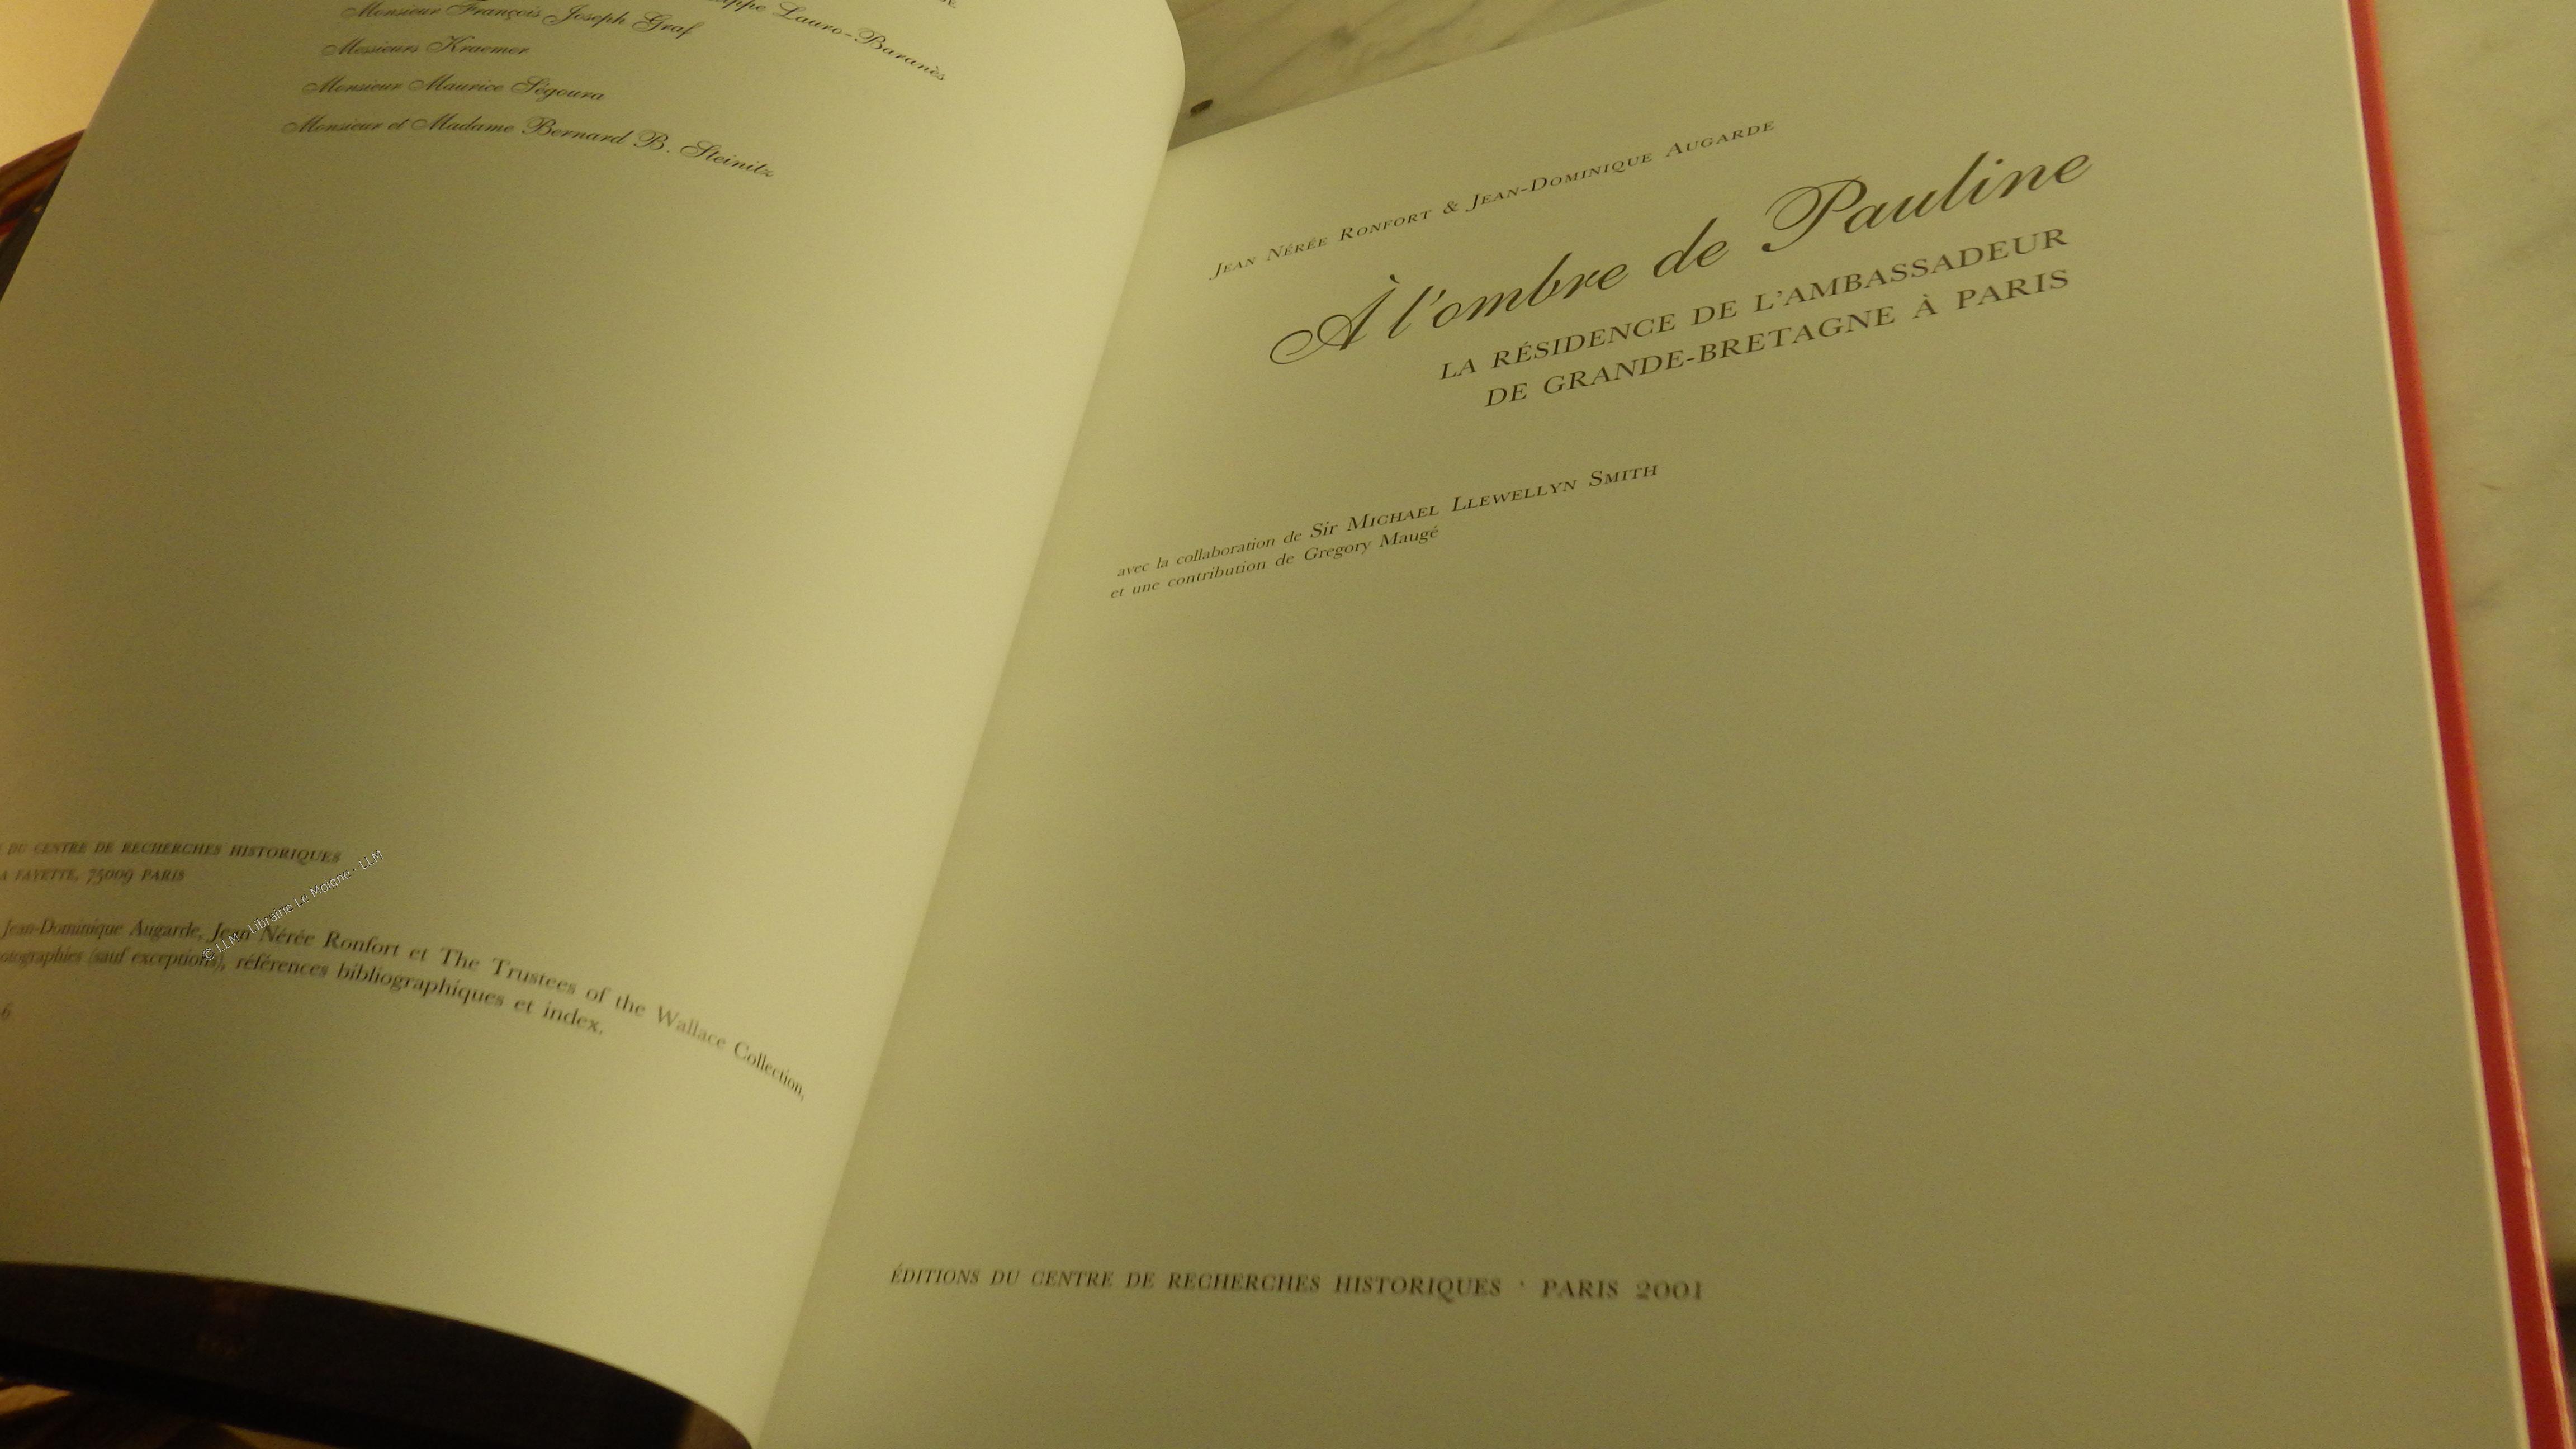 Lauro-Baranès
Monsieur François Joseph Graf
Messieurs Kraemer
Monsieur Maurice Ségoura
Monsieur et Madame Bernard B. Steinitz
DU CENTRE DE RECHERCHES HISTORIQUES
FAYETTE, 75009 PARIS
Jean-Dominique Augarde, Jean Nérée Ronfort et The Trustees of the Wallace Collection,
(sauf exceptions), références bibliographiques et index.
6
© LLM - Librairie Le Moigne - LLM
JEAN NÉRÉE RONFORT & JEAN-DOMINIQUE AUGARDE
À l'ombre de Pauline
LA RÉSIDENCE DE L'AMBASSADEUR
DE GRANDE-BRETAGNE À PARIS
avec la collaboration de Sir MICHAEL LLEWELLYN SMITH
et une contribution de Gregory Maugé
ÉDITIONS DU CENTRE DE RECHERCHES HISTORIQUES · PARIS 2001